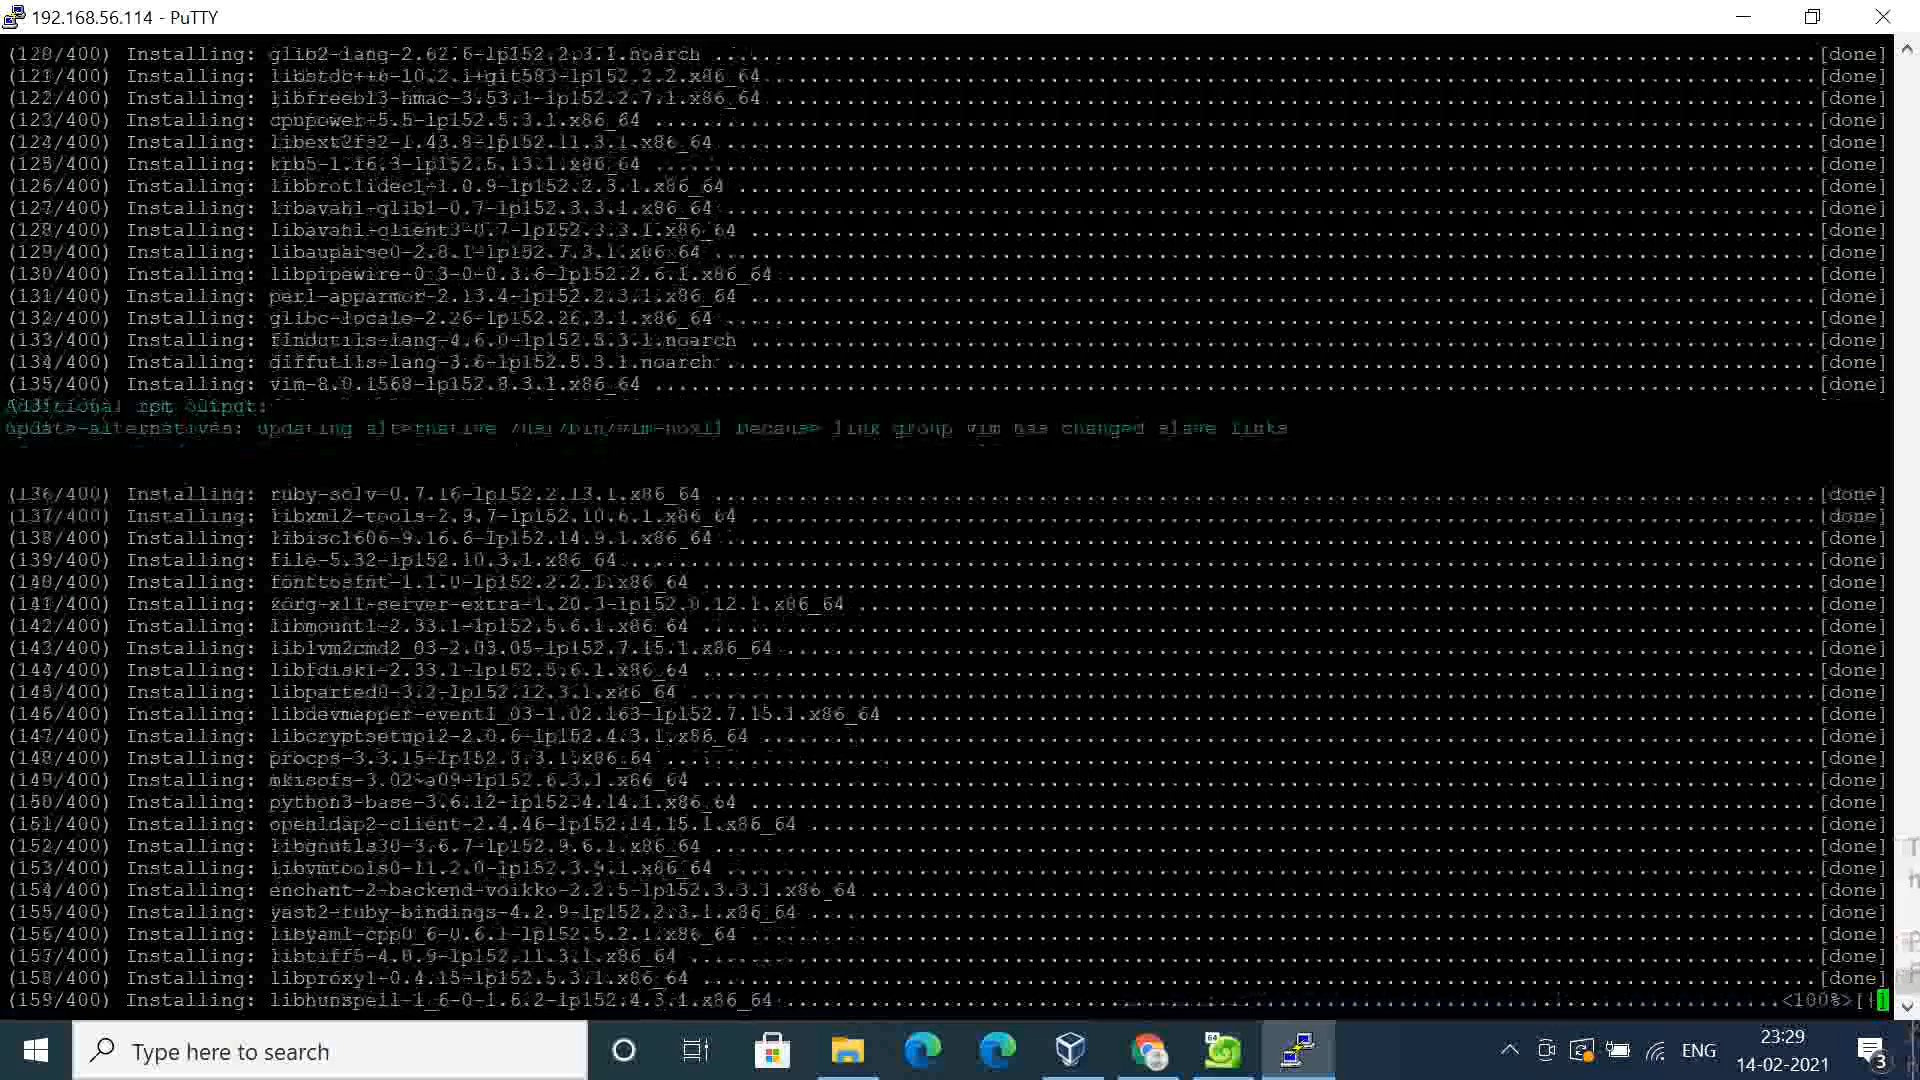 192.168.56.114 - PuTTY
(120/400) Installing: glib2-lang-2.62.6-lp152.2.3.1.noarch [done]
(121/400) Installing: libstdc++6-10.2.1+git583-lp152.2.2.x86_64 [done]
(122/400) Installing: libfreebl3-hmac-3.53.1-lp152.2.7.1.x86_64 [done]
(123/400) Installing: cpupower-5.5-lp152.5.3.1.x86_64 [done]
(124/400) Installing: libext2fs2-1.43.8-lp152.11.3.1.x86_64 [done]
(125/400) Installing: krb5-1.16.3-lp152.5.13.1.x86_64 [done]
(126/400) Installing: libbrotlidec1-1.0.9-lp152.2.3.1.x86_64 [done]
(127/400) Installing: libavahi-glib1-0.7-lp152.3.3.1.x86_64 [done]
(128/400) Installing: libavahi-client3-0.7-lp152.3.3.1.x86_64 [done]
(129/400) Installing: libauparse0-2.8.1-lp152.7.3.1.x86_64 [done]
(130/400) Installing: libpipewire-0_3-0-0.3.6-lp152.2.6.1.x86_64 [done]
(131/400) Installing: perl-apparmor-2.13.4-lp152.2.3.1.x86_64 [done]
(132/400) Installing: glibc-locale-2.26-lp152.26.3.1.x86_64 [done]
(133/400) Installing: findutils-lang-4.6.0-lp152.5.3.1.noarch [done]
(134/400) Installing: diffutils-lang-3.6-lp152.5.3.1.noarch [done]
(135/400) Installing: vim-8.0.1568-lp152.8.3.1.x86_64 [done]
Additional rpm output:
update-alternatives: updating alternative /usr/bin/vim-nox11 because link group vim has changed slave links
(136/400) Installing: ruby-solv-0.7.16-lp152.2.13.1.x86_64 [done]
(137/400) Installing: libxml2-tools-2.9.7-lp152.10.6.1.x86_64 [done]
(138/400) Installing: libisc1606-9.16.6-lp152.14.9.1.x86_64 [done]
(139/400) Installing: file-5.32-lp152.10.3.1.x86_64 [done]
(140/400) Installing: fonttosfnt-1.1.0-lp152.2.2.1.x86_64 [done]
(141/400) Installing: xorg-x11-server-extra-1.20.3-lp152.8.12.1.x86_64 [done]
(142/400) Installing: libmount1-2.33.1-lp152.5.6.1.x86_64 [done]
(143/400) Installing: liblvm2cmd2_03-2.03.05-lp152.7.15.1.x86_64 [done]
(144/400) Installing: libfdisk1-2.33.1-lp152.5.6.1.x86_64 [done]
(145/400) Installing: libparted0-3.2-lp152.12.3.1.x86_64 [done]
(146/400) Installing: libdevmapper-event1_03-1.02.163-lp152.7.15.1.x86_64 [done]
(147/400) Installing: libcryptsetup12-2.0.6-lp152.4.3.1.x86_64 [done]
(148/400) Installing: procps-3.3.15-lp152.8.3.1.x86_64 [done]
(149/400) Installing: mkisofs-3.02~a09-lp152.6.3.1.x86_64 [done]
(150/400) Installing: python3-base-3.6.12-lp152.4.14.1.x86_64 [done]
(151/400) Installing: openldap2-client-2.4.46-lp152.14.15.1.x86_64 [done]
(152/400) Installing: libgnutls30-3.6.7-lp152.9.6.1.x86_64 [done]
(153/400) Installing: libvmtools0-11.2.0-lp152.3.9.1.x86_64 [done]
(154/400) Installing: enchant-2-backend-voikko-2.2.5-lp152.3.3.1.x86_64 [done]
(155/400) Installing: yast2-ruby-bindings-4.2.9-lp152.2.3.1.x86_64 [done]
(156/400) Installing: libyaml-cpp0_6-0.6.1-lp152.5.2.1.x86_64 [done]
(157/400) Installing: libtiff5-4.0.9-lp152.11.3.1.x86_64 [done]
(158/400) Installing: libproxy1-0.4.15-lp152.5.3.1.x86_64 [done]
(159/400) Installing: libhunspell-1_6-0-1.6.2-lp152.4.3.1.x86_64 <100%>[|]
Type here to search
ENG
23:29
14-02-2021
3